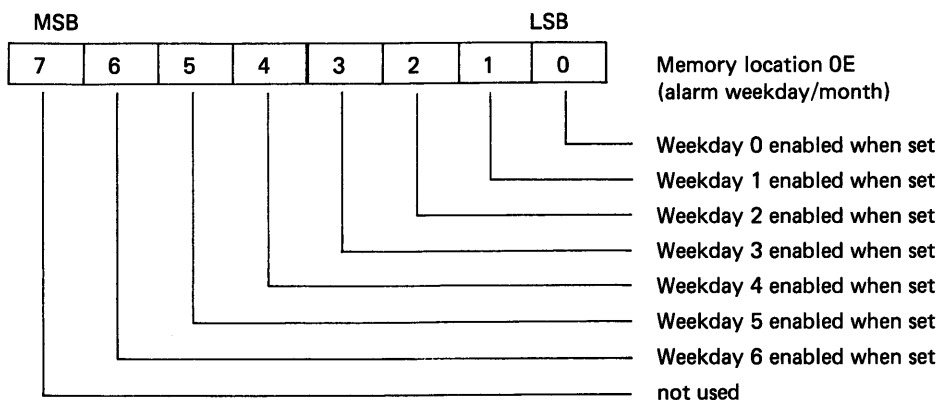 MSB LSB
7 6 5 4 3 2 1 0
Memory location 0E
(alarm weekday/month)
Weekday 0 enabled when set
Weekday 1 enabled when set
Weekday 2 enabled when set
Weekday 3 enabled when set
Weekday 4 enabled when set
Weekday 5 enabled when set
Weekday 6 enabled when set
not used